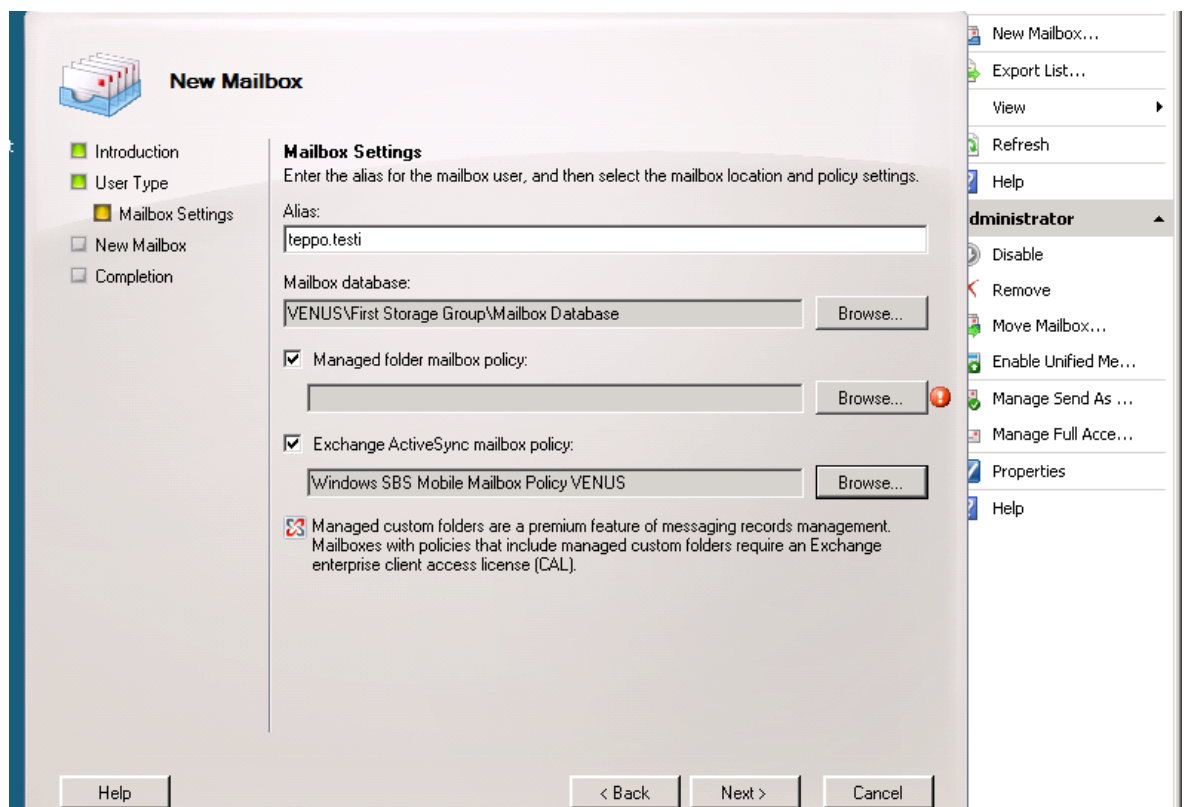 New Mailbox
Introduction
User Type
Mailbox Settings
New Mailbox
Completion
Mailbox Settings
Enter the alias for the mailbox user, and then select the mailbox location and policy settings.
Alias:
teppo.testi
Mailbox database:
VENUS\First Storage Group\Mailbox Database
Browse...
Managed folder mailbox policy:
Browse...
Exchange ActiveSync mailbox policy:
Windows SBS Mobile Mailbox Policy VENUS
Browse...
Managed custom folders are a premium feature of messaging records management.
Mailboxes with policies that include managed custom folders require an Exchange
enterprise client access license (CAL).
Help
< Back
Next >
Cancel
New Mailbox...
Export List...
View
Refresh
Help
dministrator
Disable
Remove
Move Mailbox...
Enable Unified Me...
Manage Send As ...
Manage Full Acce...
Properties
Help